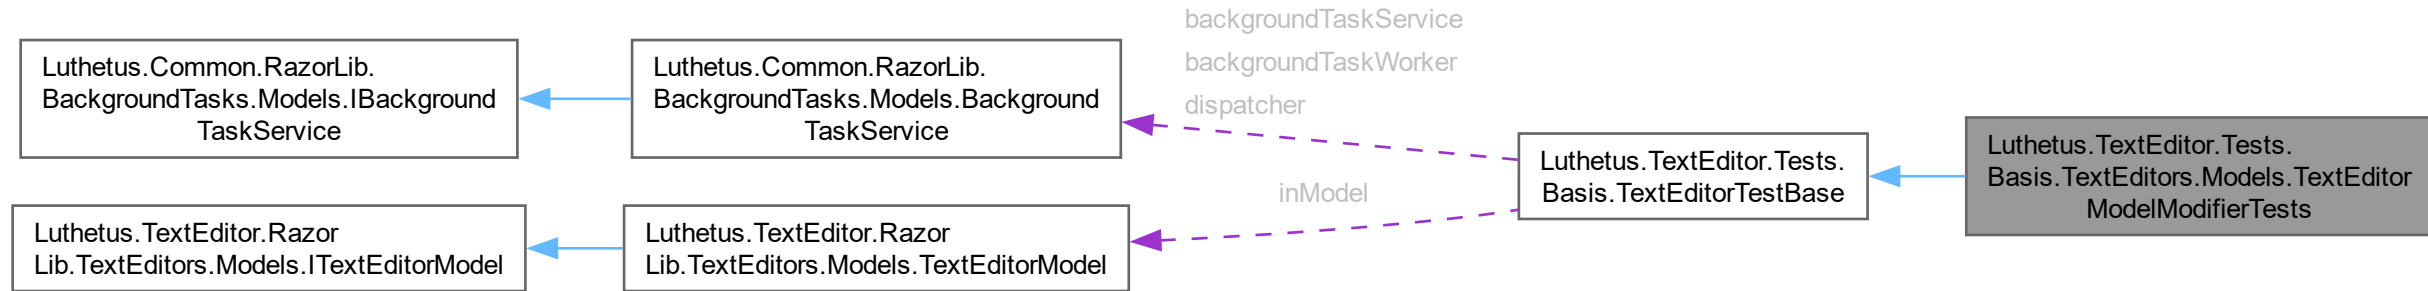 Luthetus.Common.RazorLib.
BackgroundTasks.Models.IBackground
TaskService
Luthetus.Common.RazorLib.
BackgroundTasks.Models.Background
TaskService
backgroundTaskService
backgroundTaskWorker
dispatcher
Luthetus.TextEditor.Razor
Lib.TextEditors.Models.ITextEditorModel
Luthetus.TextEditor.Razor
Lib.TextEditors.Models.TextEditorModel
inModel
Luthetus.TextEditor.Tests.
Basis.TextEditorTestBase
Luthetus.TextEditor.Tests.
Basis.TextEditors.Models.TextEditor
ModelModifierTests